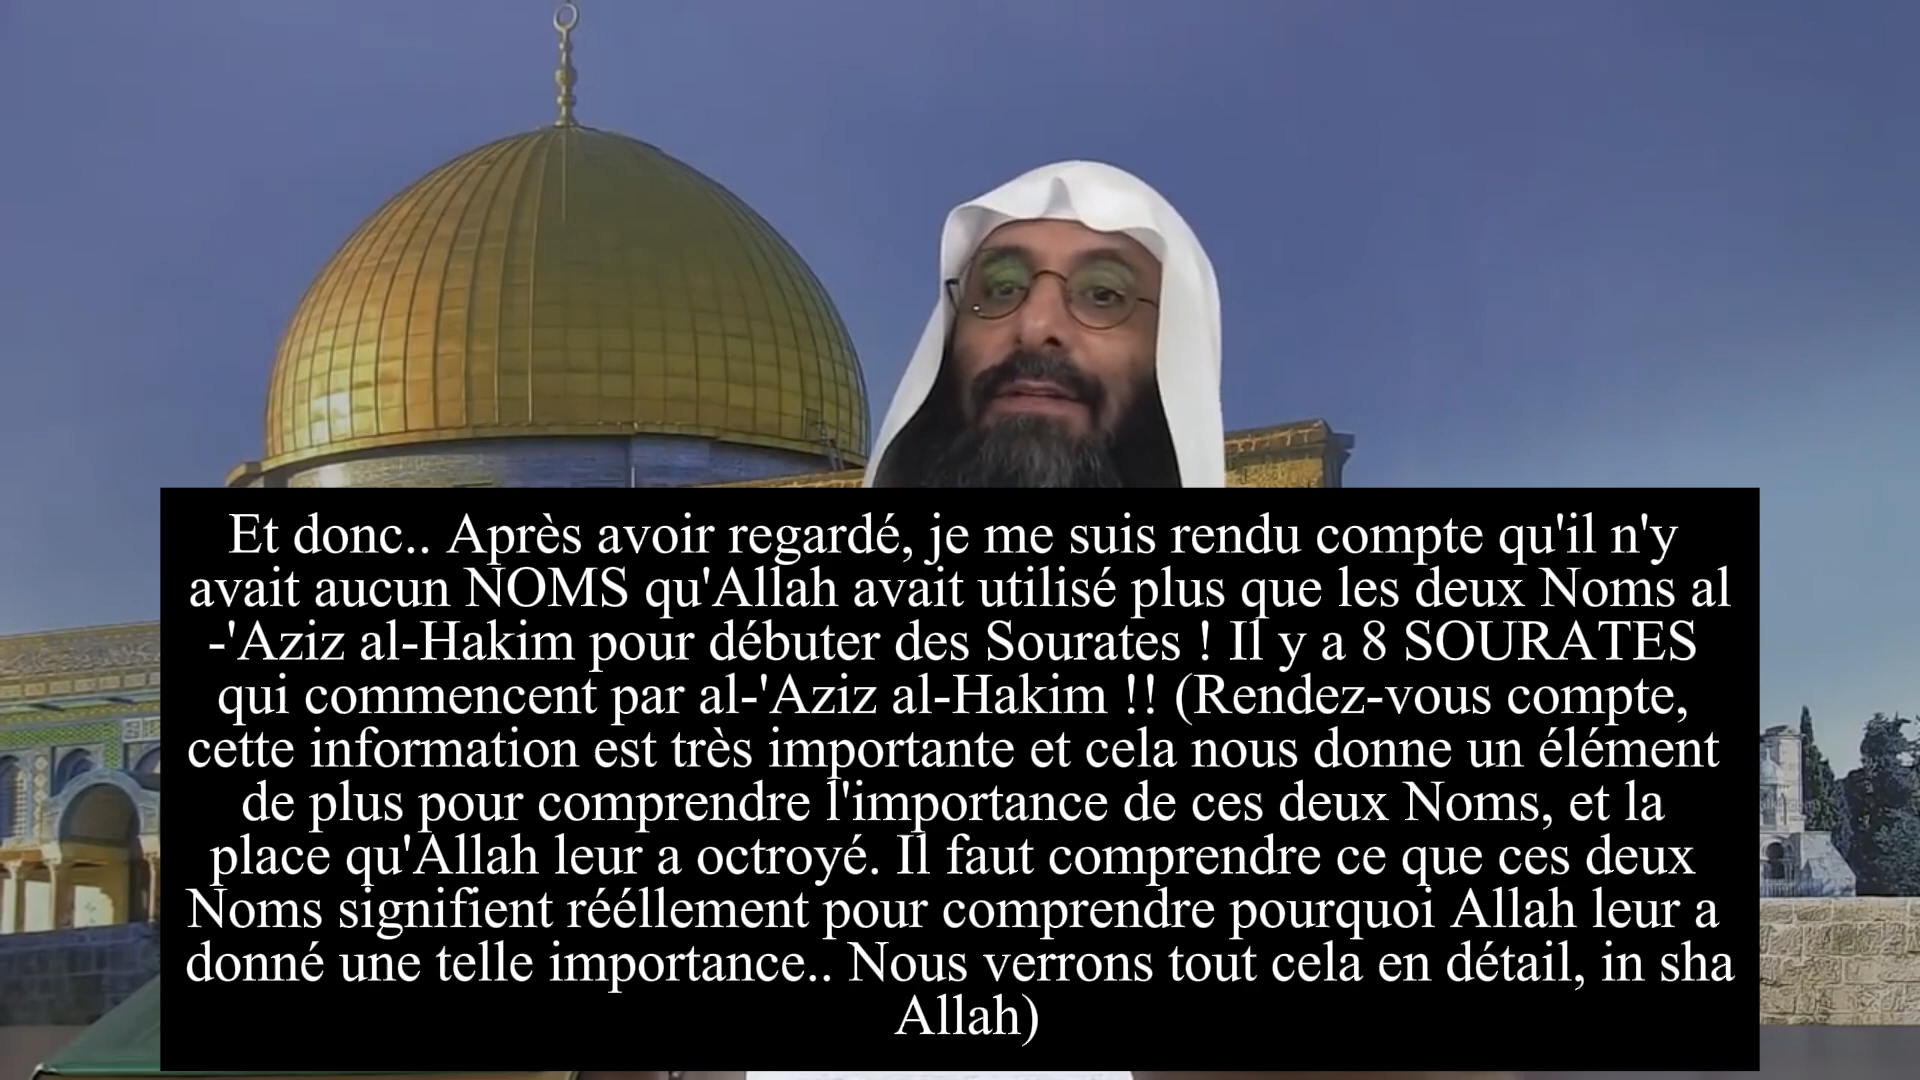 Et donc.. Après avoir regardé, je me suis rendu compte qu'il n'y
avait aucun NOMS qu'Allah avait utilisé plus que les deux Noms al
-'Aziz al-Hakim pour débuter des Sourates ! Il y a 8 SOURATES
qui commencent par al-'Aziz al-Hakim !! (Rendez-vous compte,
cette information est très importante et cela nous donne un élément
de plus pour comprendre l'importance de ces deux Noms, et la
place qu'Allah leur a octroyé. Il faut comprendre ce que ces deux
Noms signifient rééllement pour comprendre pourquoi Allah leur a
donné une telle importance.. Nous verrons tout cela en détail, in sha
Allah)